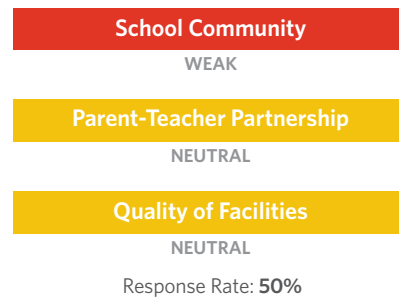 School Community
WEAK
Parent-Teacher Partnership
NEUTRAL
Quality of Facilities
NEUTRAL
Response Rate: 50%